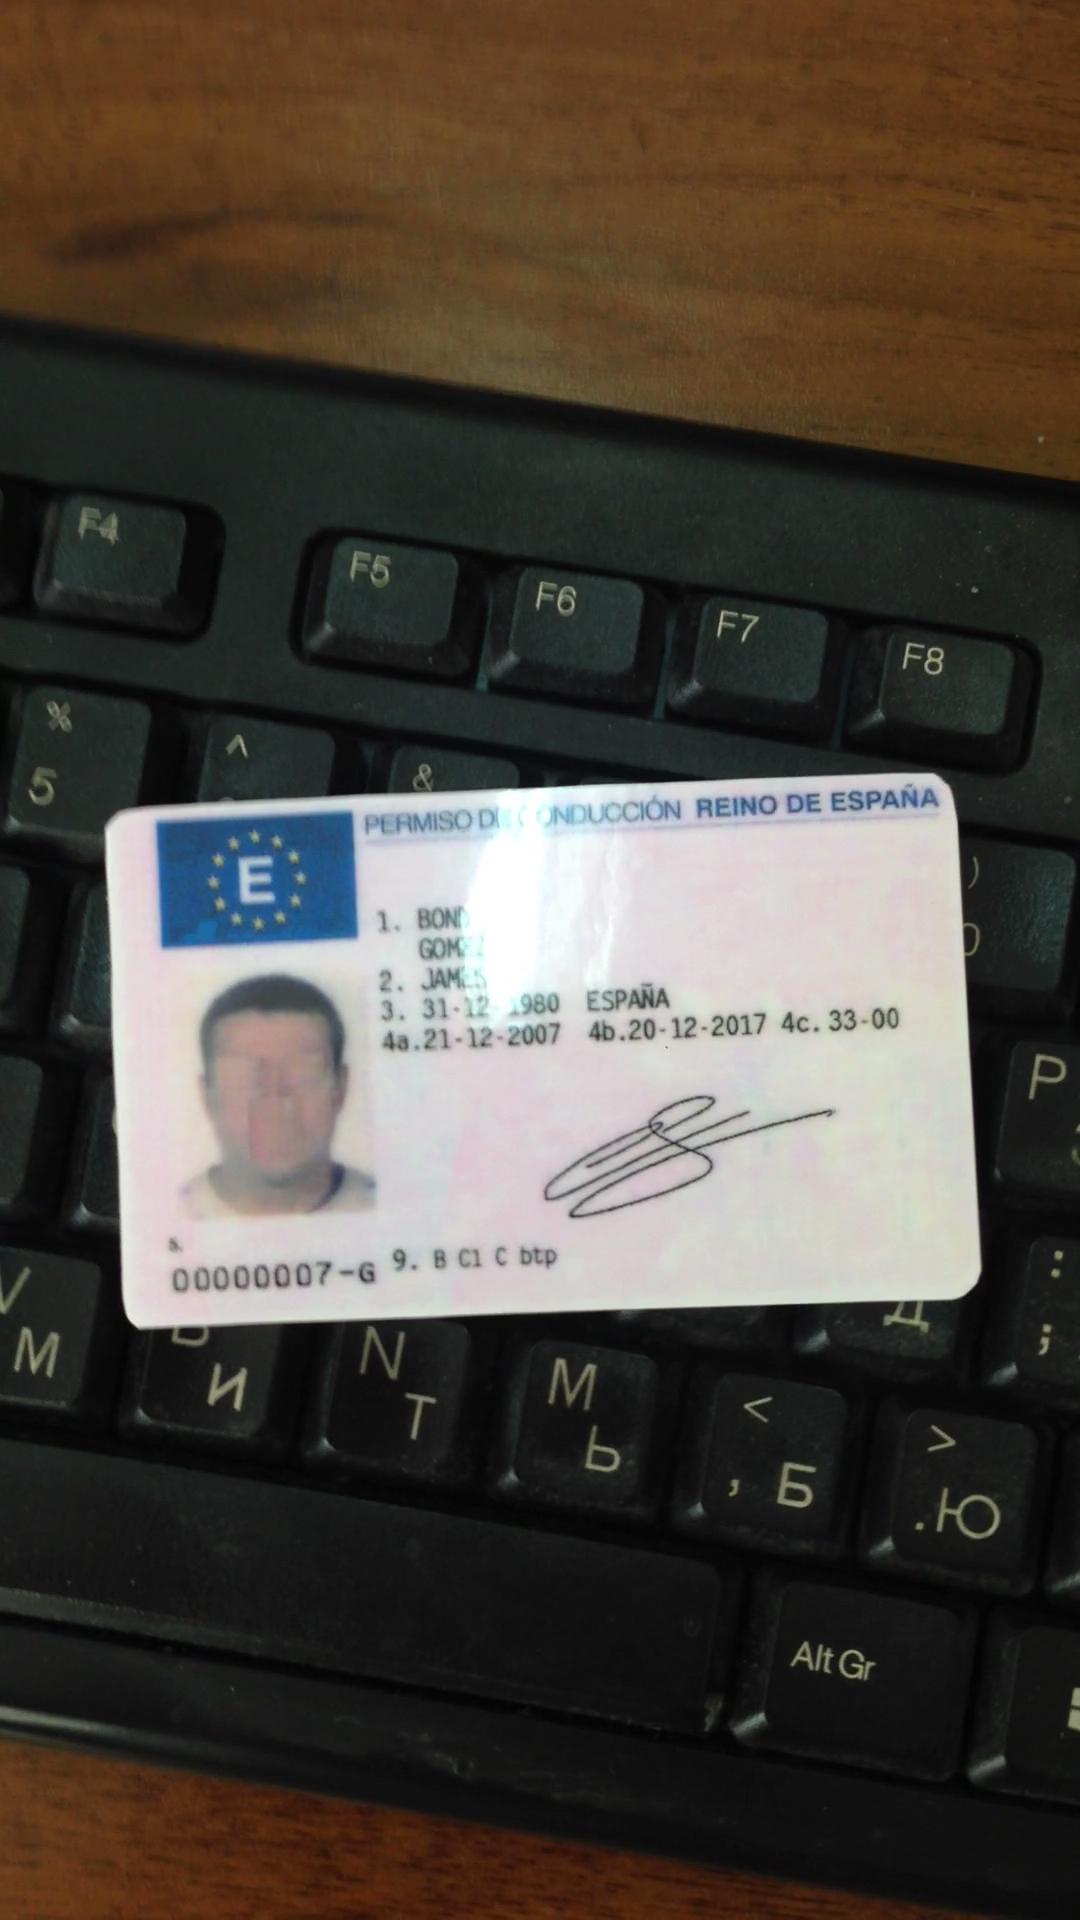 F4
F5 F6 F7 F8
%
5
^
&
)
PERMISO DE CONDUCCIÓN REINO DE ESPAÑA
E
1. BOND
GOMEZ
2. JAMES
3. 31-12-1980 ESPAÑA
4a.21-12-2007 4b.20-12-2017 4c. 33-00
5.
00000007-G 9. B C1 C btp
P
:
;
Д
V
М
И
N
Т
M
Ь
<
, Б
>
. Ю
Alt Gr